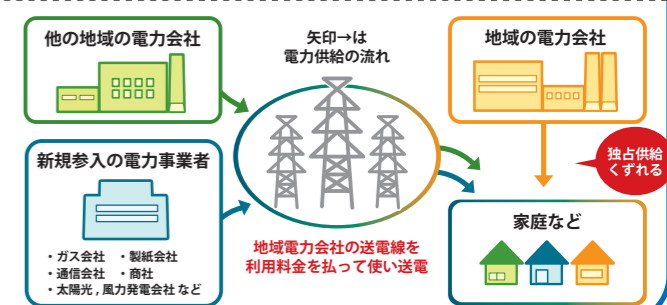 他の地域の電力会社
矢印→は
電力供給の流れ
地域の電力会社
新規参入の電力事業者
・ガス会社 ・製紙会社
・通信会社 ・商社
・太陽光,風力発電会社 など
独占供給
くずれる
地域電力会社の送電線を
利用料金を払って使い送電
家庭など